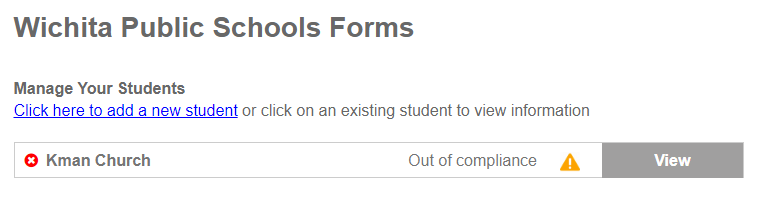 Wichita Public Schools Forms
Manage Your Students
Click here to add a new student or click on an existing student to view information
Kman Church Out of compliance View